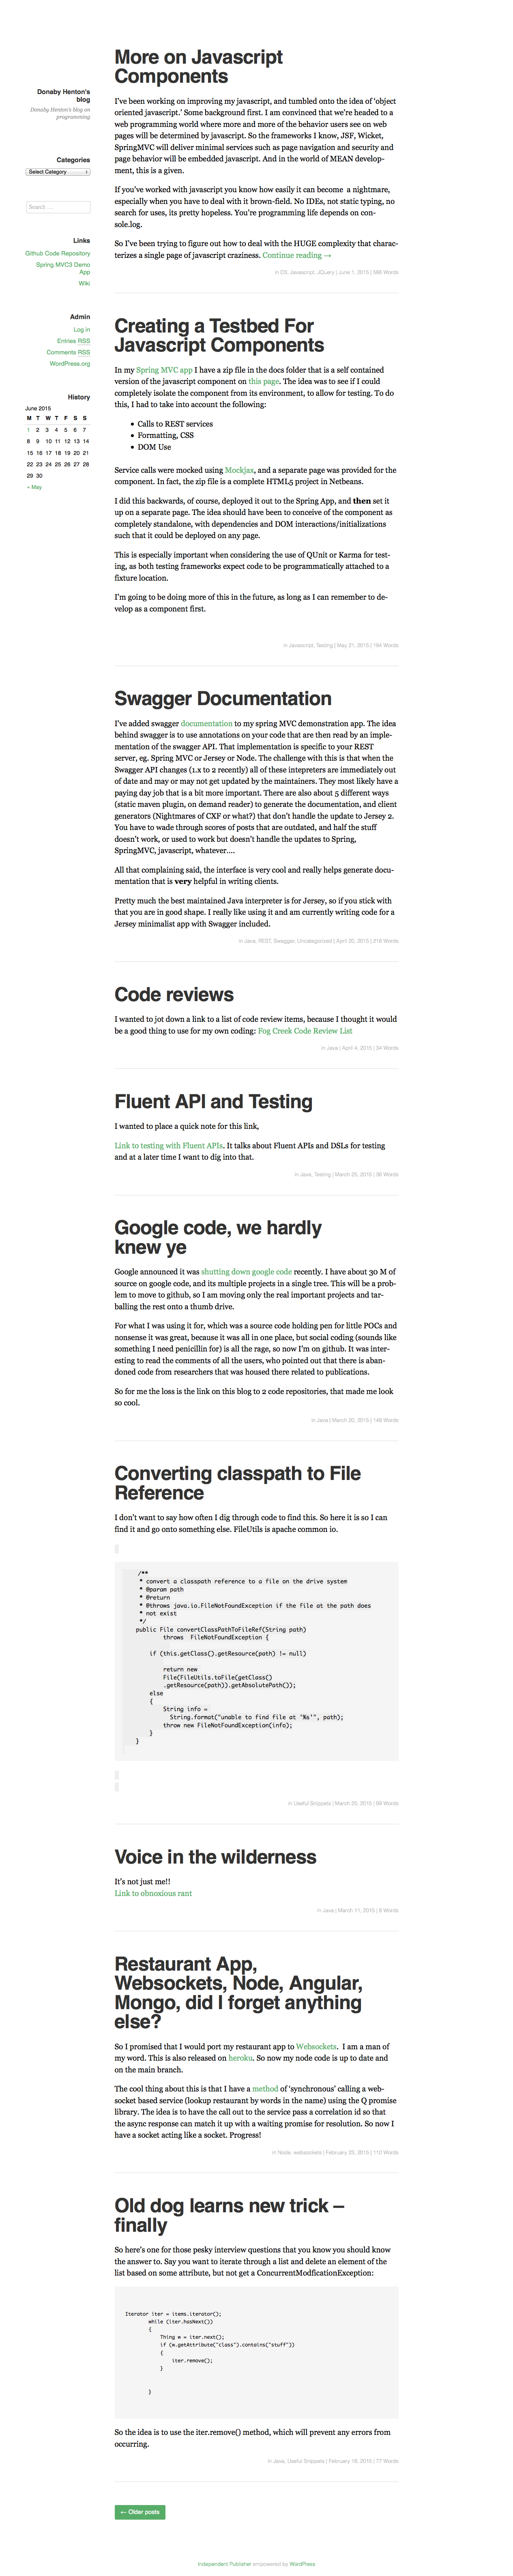 Donaby Henton's
blog
Donaby Henton's blog on
programming
Categories
Select Category
Search …
Links
Github Code Repository
Spring MVC3 Demo
App
Wiki
Admin
Log in
Entries RSS
Comments RSS
WordPress.org
History
June 2015
M T W T F S S
1 2 3 4 5 6 7
8 9 10 11 12 13 14
15 16 17 18 19 20 21
22 23 24 25 26 27 28
29 30
« May
More on Javascript
Components
I've been working on improving my javascript, and tumbled onto the idea of 'object
oriented javascript.' Some background first. I am convinced that we're headed to a
web programming world where more and more of the behavior users see on web
pages will be determined by javascript. So the frameworks I know, JSF, Wicket,
SpringMVC will deliver minimal services such as page navigation and security and
page behavior will be embedded javascript. And in the world of MEAN develop-
ment, this is a given.
If you've worked with javascript you know how easily it can become a nightmare,
especially when you have to deal with it brown-field. No IDEs, not static typing, no
search for uses, its pretty hopeless. You're programming life depends on con-
sole.log.
So I've been trying to figure out how to deal with the HUGE complexity that charac-
terizes a single page of javascript craziness. Continue reading →
Javascript, JQuery | June 1, 2015 | Words
Creating a Testbed For
Javascript Components
In my Spring MVC app I have a zip file in the docs folder that is a self contained
version of the javascript component on this page. The idea was to see if I could
completely isolate the component from its environment, to allow for testing. To do
this, I had to take into account the following:
• Calls to REST services
• Formatting, CSS
• DOM Use
Service calls were mocked using Mockjax, and a separate page was provided for the
component. In fact, the zip file is a complete HTML5 project in Netbeans.
I did this backwards, of course, deployed it out to the Spring App, and then set it
up on a separate page. The idea should have been to conceive of the component as
completely standalone, with dependencies and DOM interactions/initializations
such that it could be deployed on any page.
This is especially important when considering the use of QUnit or Karma for test-
ing, as both testing frameworks expect code to be programmatically attached to a
fixture location.
I'm going to be doing more of this in the future, as long as I can remember to de-
velop as a component first.
in Javascript, Testing | May 21, 2015 | 194 Words
Swagger Documentation
I've added swagger documentation to my spring MVC demonstration app. The idea
behind swagger is to use annotations on your code that are then read by an imple-
mentation of the swagger API. That implementation is specific to your REST
server, eg. Spring MVC or Jersey or Node. The challenge with this is that when the
Swagger API changes (1.x to 2 recently) all of these intepreters are immediately out
of date and may or may not get updated by the maintainers. They most likely have a
paying day job that is a bit more important. There are also about 5 different ways
(static maven plugin, on demand reader) to generate the documentation, and client
generators (Nightmares of CXF or what?) that don't handle the update to Jersey 2.
You have to wade through scores of posts that are outdated, and half the stuff
doesn't work, or used to work but doesn't handle the updates to Spring,
SpringMVC, javascript, whatever….
All that complaining said, the interface is very cool and really helps generate docu-
mentation that is very helpful in writing clients.
Pretty much the best maintained Java interpreter is for Jersey, so if you stick with
that you are in good shape. I really like using it and am currently writing code for a
Jersey minimalist app with Swagger included.
in Java, REST, Swagger, Uncategorized | April 20, 2015 | 218 Words
Code reviews
I wanted to jot down a link to a list of code review items, because I thought it would
be a good thing to use for my own coding: Fog Creek Code Review List
in Java | April 4, 2015 | 34 Words
Fluent API and Testing
I wanted to place a quick note for this link,
Link to testing with Fluent APIs. It talks about Fluent APIs and DSLs for testing
and at a later time I want to dig into that.
in Java, Testing | March 25, 2015 | Words
Google code, we hardly
knew ye
Google announced it was shutting down google code recently. I have about 30 M of
source on google code, and its multiple projects in a single tree. This will be a prob-
lem to move to github, so I am moving only the real important projects and tar-
balling the rest onto a thumb drive.
For what I was using it for, which was a source code holding pen for little POCs and
nonsense it was great, because it was all in one place, but social coding (sounds like
something I need penicillin for) is all the rage, so now I'm on github. It was inter-
esting to read the comments of all the users, who pointed out that there is aban-
doned code from researchers that was housed there related to publications.
So for me the loss is the link on this blog to 2 code repositories, that made me look
so cool.
in Java | March 20, 2015 | Words
Converting classpath to File
Reference
I don't want to say how often I dig through code to find this. So here it is so I can
find it and go onto something else. FileUtils is apache common io.
/**
* convert a classpath reference to a file on the drive system
* @param path
* @return
* @throws java.io.FileNotFoundException if the file at the path does
* not exist
*/
public File convertClassPathToFileRef(String path)
throws FileNotFoundException {
if (this.getClass().getResource(path) != null)
return new
File(FileUtils.toFile(getClass()
.getResource(path)).getAbsolutePath());
else
{
String info =
String.format("unable to find file at '%s'", path);
throw new FileNotFoundException(info);
}
}
in Useful Snippets | March 20, 2015 | Words
Voice in the wilderness
It's not just me!!
Link to obnoxious rant
in Java | March 11, 2015 | Words
Restaurant App,
Websockets, Node, Angular,
Mongo, did I forget anything
else?
So I promised that I would port my restaurant app to Websockets. I am a man of
my word. This is also released on heroku. So now my node code is up to date and
on the main branch.
The cool thing about this is that I have a method of 'synchronous' calling a web-
socket based service (lookup restaurant by words in the name) using the Q promise
library. The idea is to have the call out to the service pass a correlation id so that
the async response can match it up with a waiting promise for resolution. So now I
have a socket acting like a socket. Progress!
in Node, websockets | February 23, 2015 | 110 Words
Old dog learns new trick –
finally
So here's one for those pesky interview questions that you know you should know
the answer to. Say you want to iterate through a list and delete an element of the
list based on some attribute, but not get a ConcurrentModficationException:
Iterator iter = items.iterator();
while (iter.hasNext())
{
Thing w = iter.next();
if (w.getAttribute("class").contains("stuff"))
{
iter.remove();
}
}
So the idea is to use the iter.remove() method, which will prevent any errors from
occurring.
in Java, Useful Snippets | February 18, 2015 | 77 Words
← Older posts
Independent Publisher empowered by WordPress